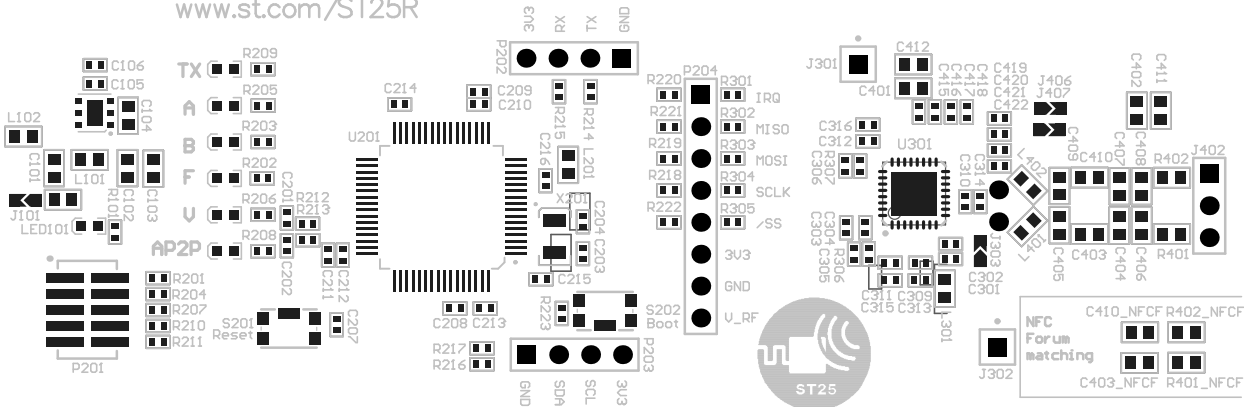 www.st.com/ST25R
3V3 RX TX GND
P202
C106
C105
C104
L102
C101
L101
C102
C103
J101
LED101
R101
TX R209
A R205
B R203
F R202
V R206
AP2P R208
C201
R212
R213
C202
C211
C212
C214
U201
C209
C210
R215
R214
C216
L201
X201
C204
C203
C215
C208
C213
R223
S202
Boot
R217
R216
P203
GND SDA SCL 3V3
P201
R201
R204
R207
R210
R211
S201
Reset
C207
P204
R220 R301 IRQ
R221 R302 MISO
R219 R303 MOSI
R218 R304 SCLK
R222 R305 /SS
3V3
GND
V_RF
ST25
J301
C412
C401
C415
C416
C417
C418
C419
C420
C421
C422
J406
J407
C402
C411
C316
C312
U301
R307
C306
C310
C314
L402
L401
C409
C410
C407
C408
R402
J402
C304
C303
R306
C305
C311
C315
C309
C313
L301
J303
C302
C301
C405
C403
C404
C406
R401
J302
NFC
Forum
matching
C410_NFCF R402_NFCF
C403_NFCF R401_NFCF